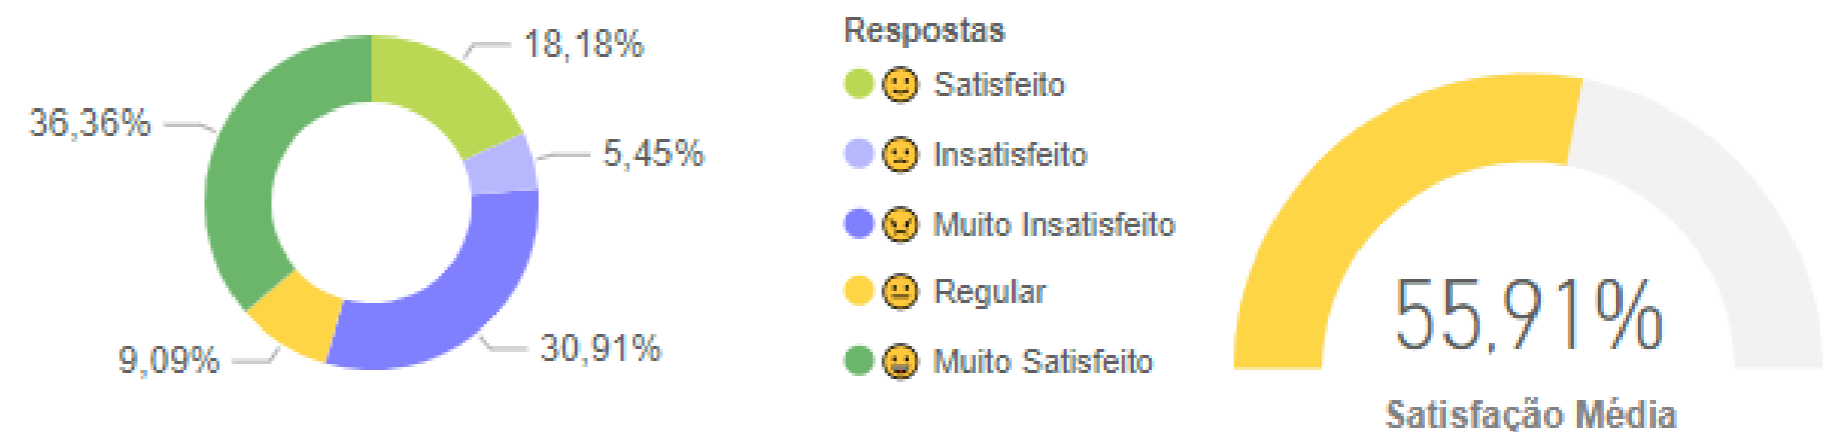 18,18%
5,45%
30,91%
9,09%
36,36%
Respostas
Satisfeito
Insatisfeito
Muito Insatisfeito
Regular
Muito Satisfeito
55,91%
Satisfação Média